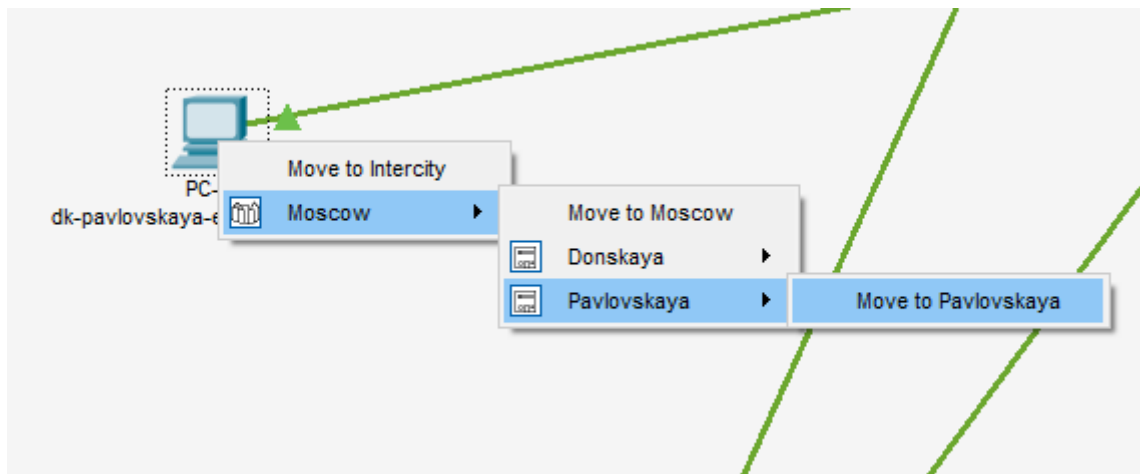 Move to Intercity
PC-
Moscow
dk-pavlovskaya-e
Move to Moscow
Donskaya
Pavlovskaya
Move to Pavlovskaya